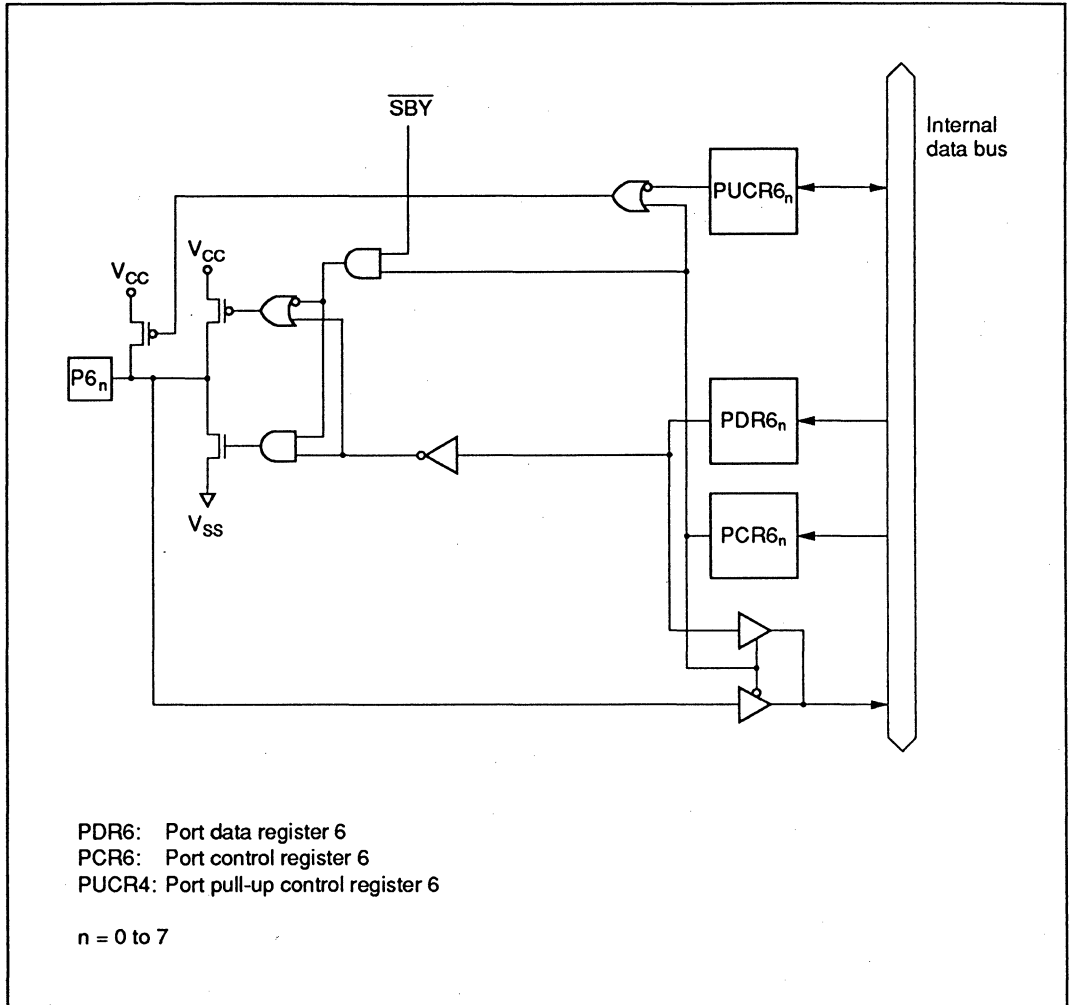 S̅B̅Y̅
Internal
data bus
PUCR6n
VCC
VCC
P6n
PDR6n
VSS
PCR6n
PDR6: Port data register 6
PCR6: Port control register 6
PUCR4: Port pull-up control register 6
n = 0 to 7